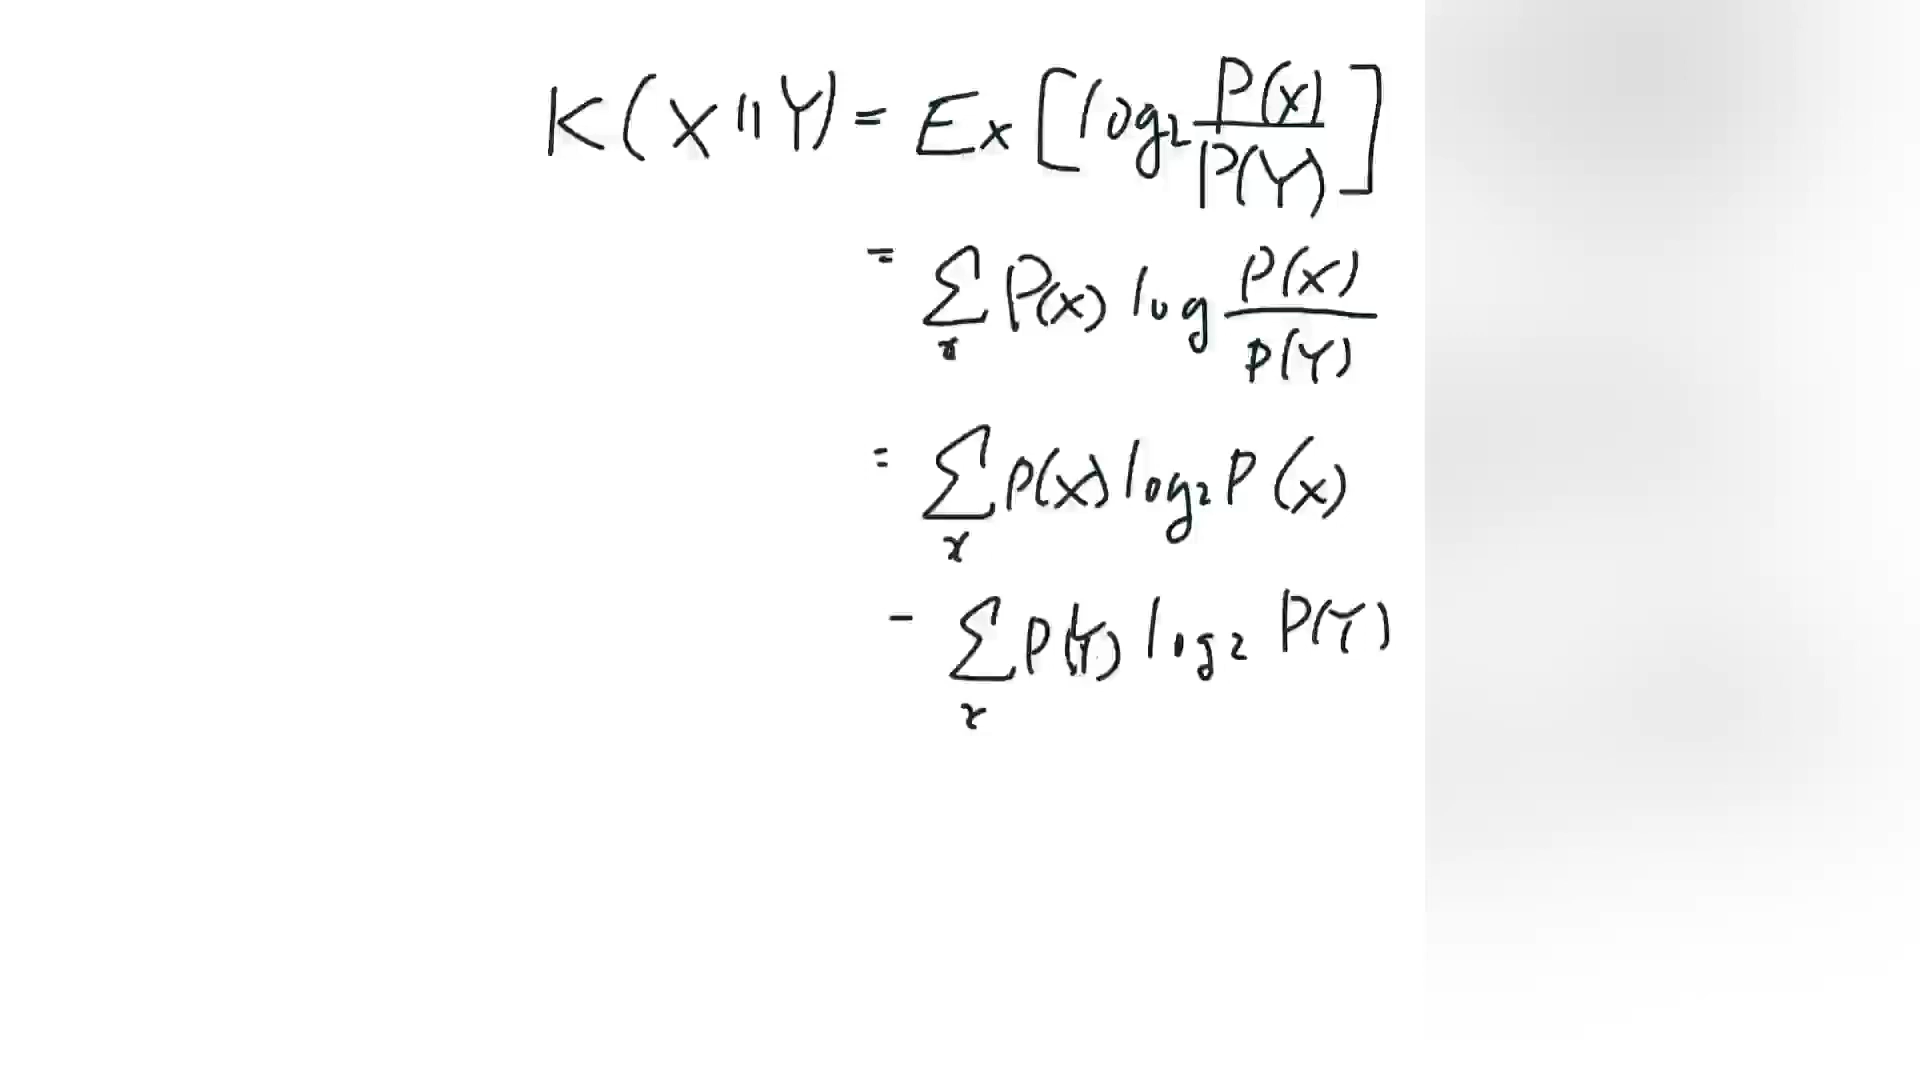 K(X||Y) = Ex[log₂ P(X)/P(Y)]
= Σₓ P(X) log P(X)/P(Y)
= Σₓ P(X) log₂ P(X)
- Σₓ P(Y) log₂ P(Y)